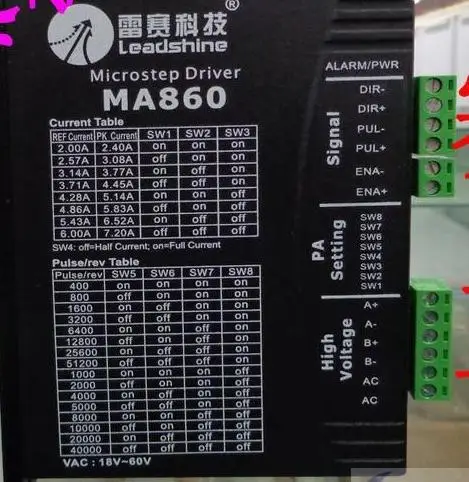 雷赛科技®
Leadshine
Microstep Driver
MA860
Current Table
REF Current PK Current SW1 SW2 SW3
2.00A 2.40A on on on
2.57A 3.08A off on on
3.14A 3.77A on off on
3.71A 4.45A off off on
4.28A 5.14A on on off
4.86A 5.83A off on off
5.43A 6.52A on off off
6.00A 7.20A off off off
SW4: off=Half Current; on=Full Current
Pulse/rev Table
Pulse/rev SW5 SW6 SW7 SW8
400 on on on on
800 off on on on
1600 on off on on
3200 off off on on
6400 on on off on
12800 off on off on
25600 on off off on
51200 off off off on
1000 on on on off
2000 off on on off
4000 on off on off
5000 off off on off
8000 on on off off
10000 off on off off
20000 on off off off
40000 off off off off
VAC : 18V~60V
ALARM/PWR
Signal
DIR-
DIR+
PUL-
PUL+
ENA-
ENA+
PA
Setting
SW8
SW7
SW6
SW5
SW4
SW3
SW2
SW1
High
Voltage
A+
A-
B+
B-
AC
AC